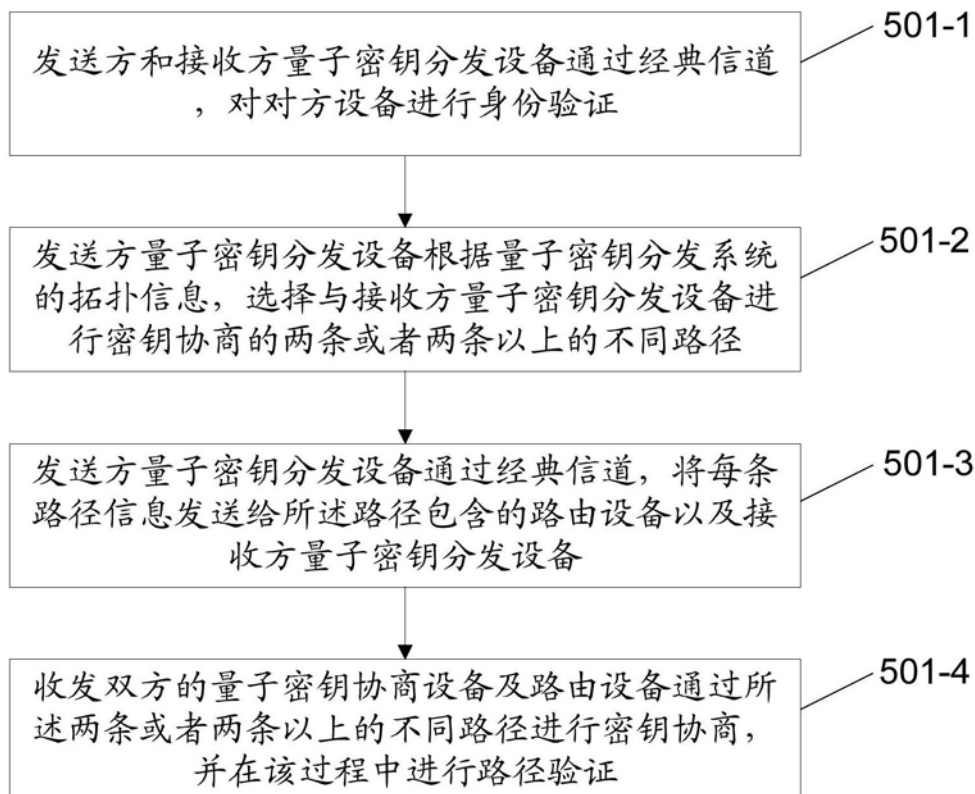 发送方和接收方量子密钥分发设备通过经典信道
，对对方设备进行身份验证
501-1
发送方量子密钥分发设备根据量子密钥分发系统
的拓扑信息，选择与接收方量子密钥分发设备进
行密钥协商的两条或者两条以上的不同路径
501-2
发送方量子密钥分发设备通过经典信道，将每条
路径信息发送给所述路径包含的路由设备以及接
收方量子密钥分发设备
501-3
收发双方的量子密钥协商设备及路由设备通过所
述两条或者两条以上的不同路径进行密钥协商，
并在该过程中进行路径验证
501-4